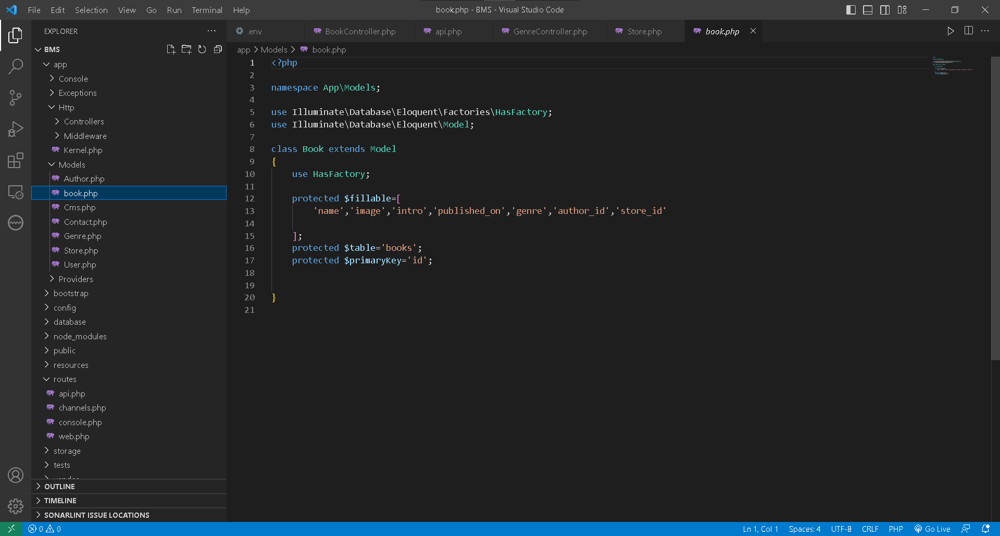 File Edit Selection View Go Run Terminal Help
book.php - BMS - Visual Studio Code
EXPLORER
BMS
app
Console
Exceptions
Http
Controllers
Middleware
Kernel.php
Models
Author.php
book.php
Cms.php
Contact.php
Genre.php
Store.php
User.php
Providers
bootstrap
config
database
node_modules
public
resources
routes
api.php
channels.php
console.php
web.php
storage
tests
OUTLINE
TIMELINE
SONARLINT ISSUE LOCATIONS
.env BookController.php api.php GenreController.php Store.php book.php
app > Models > book.php
1 <?php
2
3 namespace App\Models;
4
5 use Illuminate\Database\Eloquent\Factories\HasFactory;
6 use Illuminate\Database\Eloquent\Model;
7
8 class Book extends Model
9 {
10 use HasFactory;
11
12 protected $fillable=[
13 'name','image','intro','published_on','genre','author_id','store_id'
14
15 ];
16 protected $table='books';
17 protected $primaryKey='id';
18
19
20 }
21
0 0 Ln 1, Col 1 Spaces: 4 UTF-8 CRLF PHP Go Live